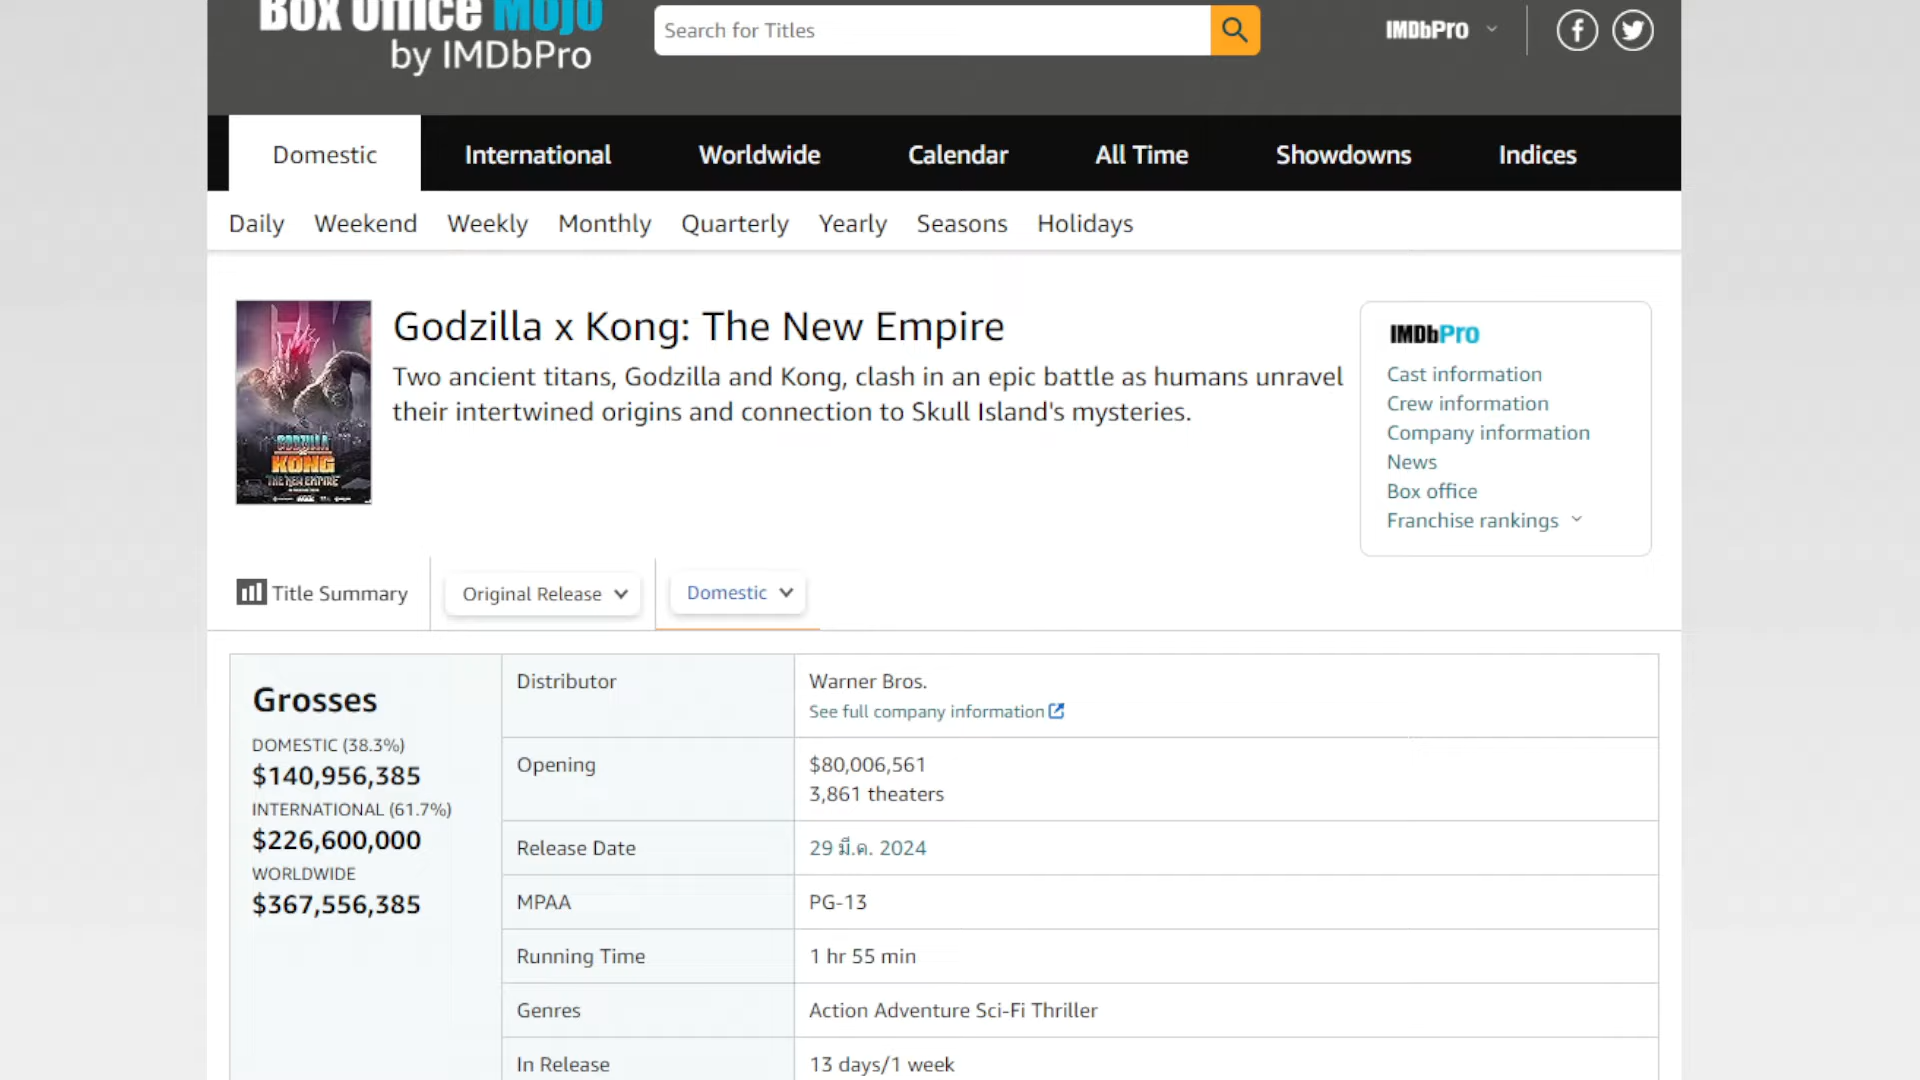 Box Office Mojo
by IMDbPro
Search for Titles
IMDbPro
Domestic
International
Worldwide
Calendar
All Time
Showdowns
Indices
Daily
Weekend
Weekly
Monthly
Quarterly
Yearly
Seasons
Holidays
GODZILLA
KONG
THE NEW EMPIRE
Godzilla x Kong: The New Empire
Two ancient titans, Godzilla and Kong, clash in an epic battle as humans unravel
their intertwined origins and connection to Skull Island's mysteries.
IMDbPro
Cast information
Crew information
Company information
News
Box office
Franchise rankings
Title Summary
Original Release
Domestic
Grosses
DOMESTIC (38.3%)
$140,956,385
INTERNATIONAL (61.7%)
$226,600,000
WORLDWIDE
$367,556,385
Distributor
Warner Bros.
See full company information
Opening
$80,006,561
3,861 theaters
Release Date
29 มี.ค. 2024
MPAA
PG-13
Running Time
1 hr 55 min
Genres
Action Adventure Sci-Fi Thriller
In Release
13 days/1 week